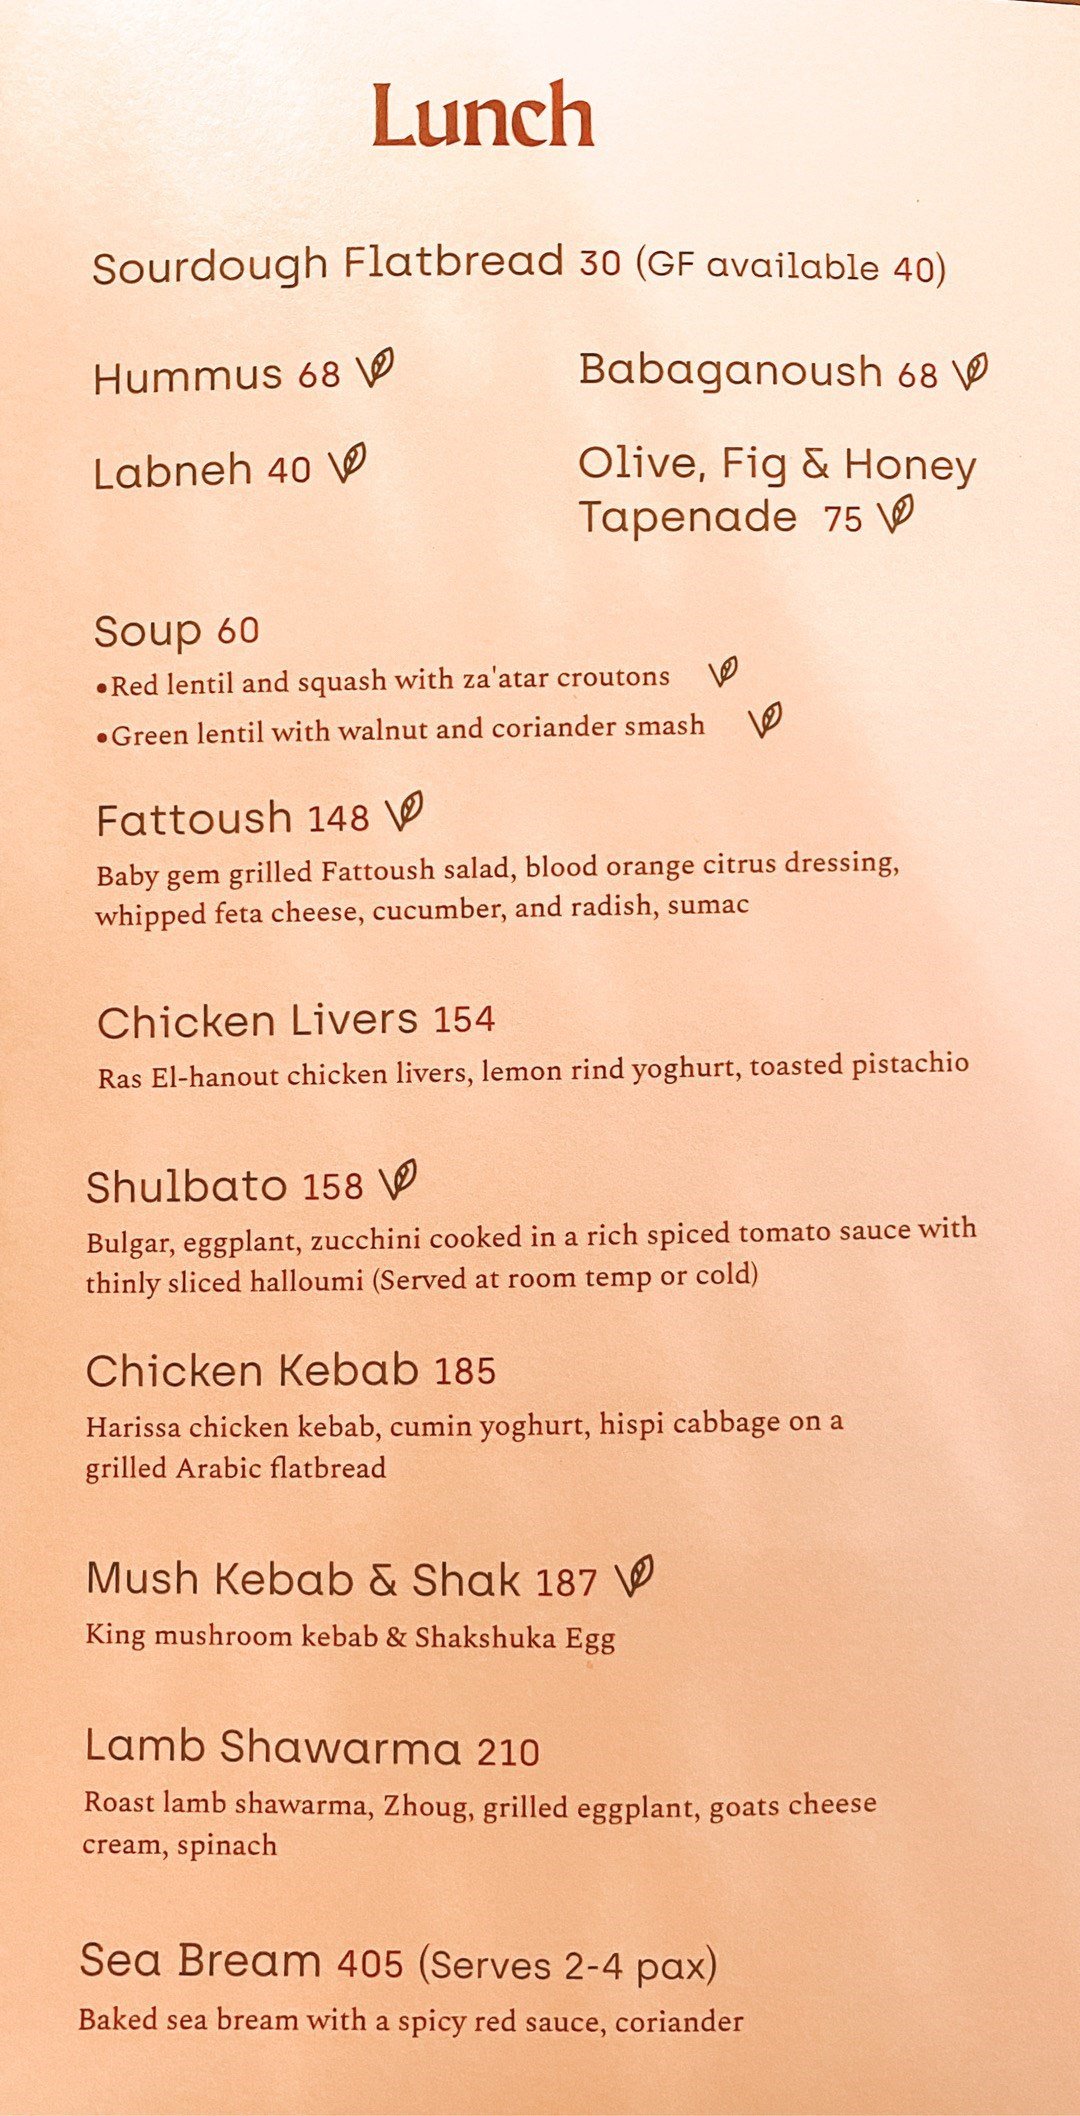 Lunch
Sourdough Flatbread 30 (GF available 40)
Hummus 68
Babaganoush 68
Labneh 40
Olive, Fig & Honey
Tapenade 75
Soup 60
•Red lentil and squash with za'atar croutons
•Green lentil with walnut and coriander smash
Fattoush 148
Baby gem grilled Fattoush salad, blood orange citrus dressing,
whipped feta cheese, cucumber, and radish, sumac
Chicken Livers 154
Ras El-hanout chicken livers, lemon rind yoghurt, toasted pistachio
Shulbato 158
Bulgar, eggplant, zucchini cooked in a rich spiced tomato sauce with
thinly sliced halloumi (Served at room temp or cold)
Chicken Kebab 185
Harissa chicken kebab, cumin yoghurt, hispi cabbage on a
grilled Arabic flatbread
Mush Kebab & Shak 187
King mushroom kebab & Shakshuka Egg
Lamb Shawarma 210
Roast lamb shawarma, Zhoug, grilled eggplant, goats cheese
cream, spinach
Sea Bream 405 (Serves 2-4 pax)
Baked sea bream with a spicy red sauce, coriander